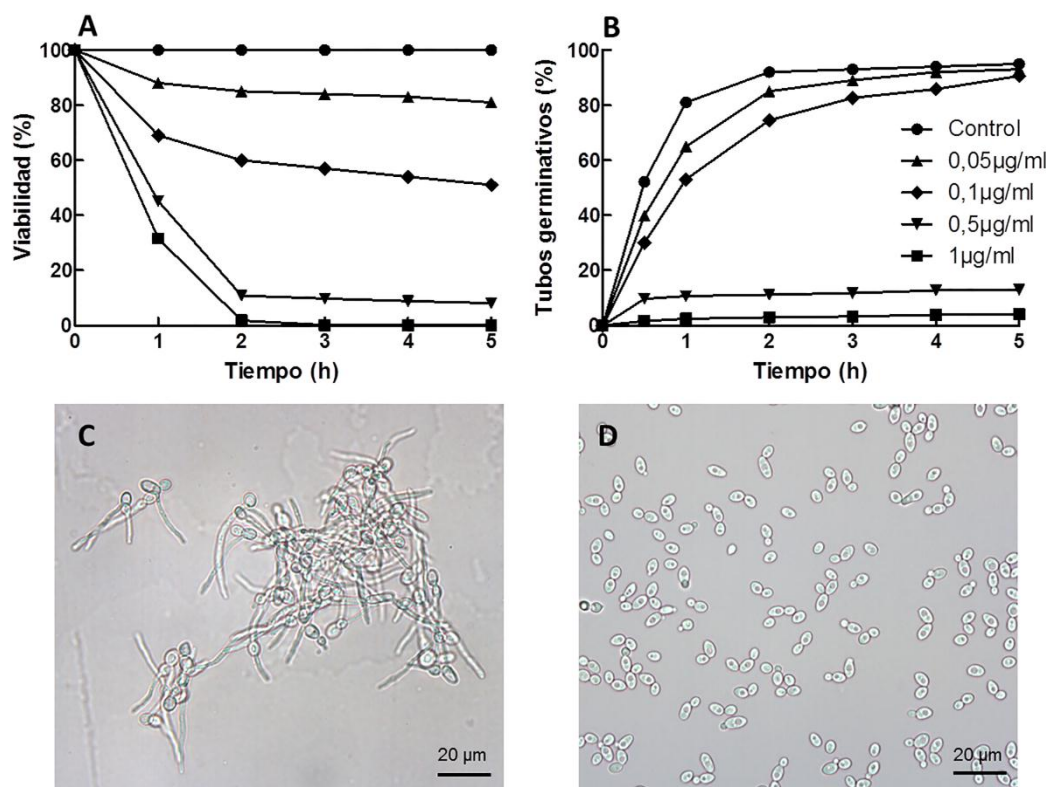 A
Viabilidad (%)
100
80
60
40
20
0
0 1 2 3 4 5
Tiempo (h)
B
Tubos germinativos (%)
100
80
60
40
20
0
0 1 2 3 4 5
Tiempo (h)
Control
0,05µg/ml
0,1µg/ml
0,5µg/ml
1µg/ml
C
20 µm
D
20 µm